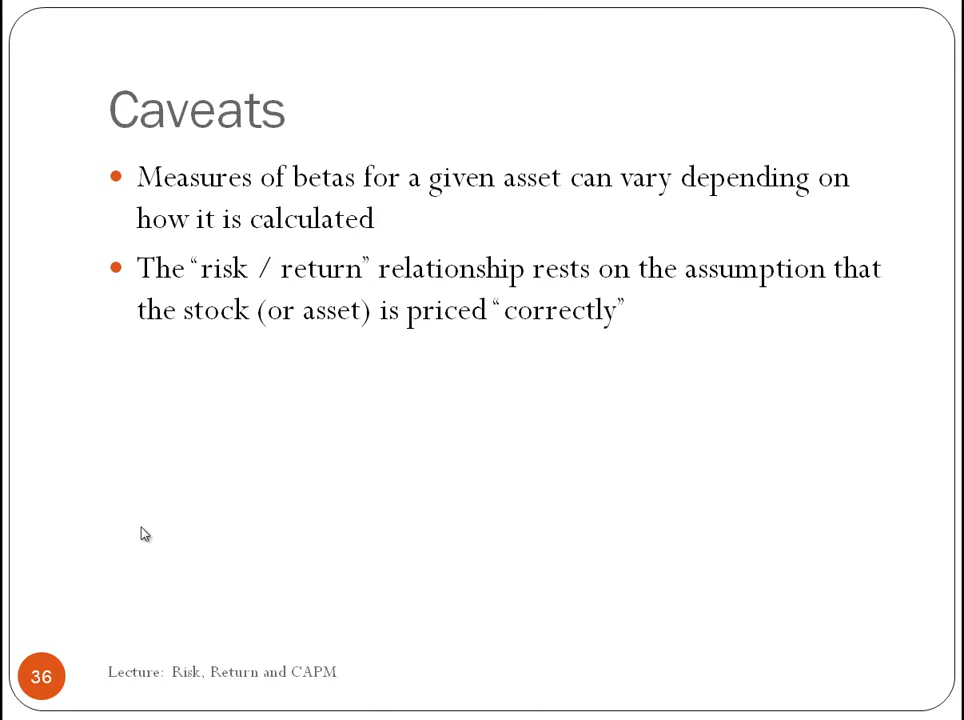 Caveats
Measures of betas for a given asset can vary depending on
how it is calculated
The “risk / return” relationship rests on the assumption that
the stock (or asset) is priced “correctly”
36
Lecture: Risk, Return and CAPM